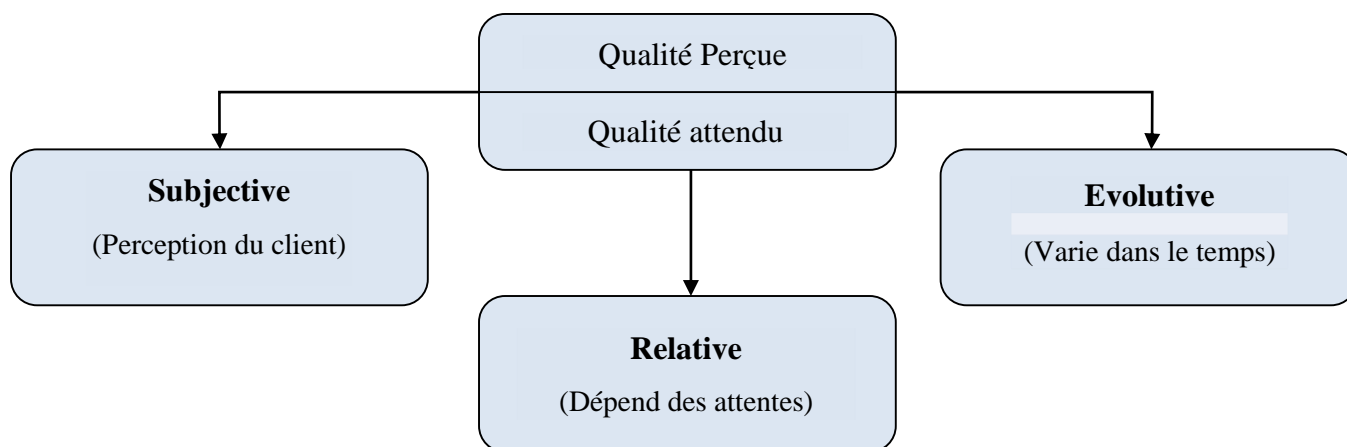 Qualité Perçue
Qualité attendu
Subjective
(Perception du client)
Evolutive
(Varie dans le temps)
Relative
(Dépend des attentes)